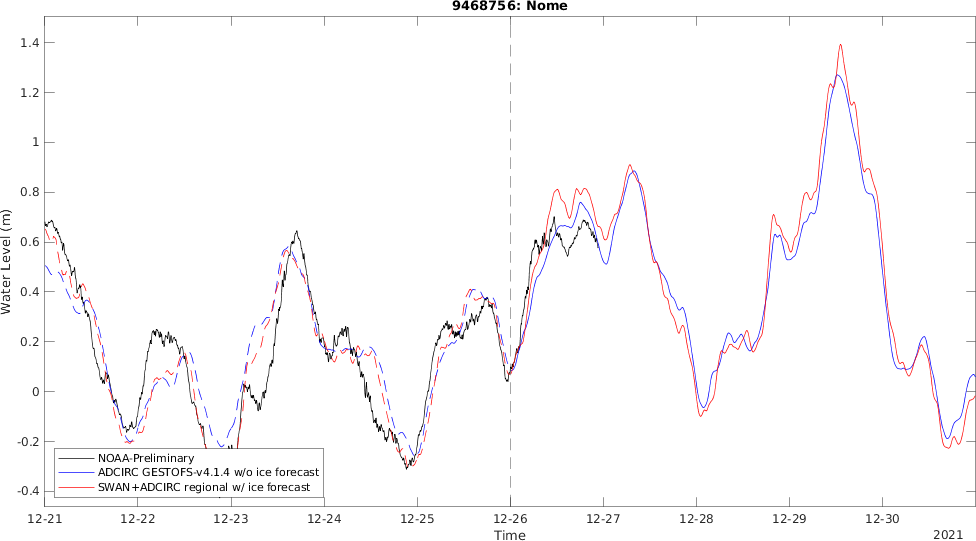 9468756: Nome
1.4
1.2
1
0.8
0.6
0.4
0.2
0
-0.2
-0.4
Water Level (m)
NOAA-Preliminary
ADCIRC GESTOFS-v4.1.4 w/o ice forecast
SWAN+ADCIRC regional w/ ice forecast
12-21 12-22 12-23 12-24 12-25 12-26 12-27 12-28 12-29 12-30
Time
2021